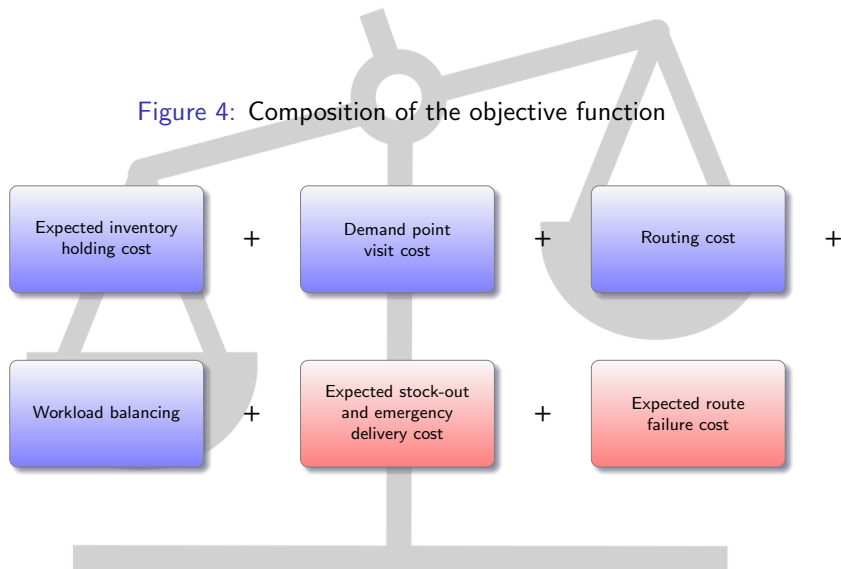 Figure 4: Composition of the objective function
Expected inventory
holding cost
+
Demand point
visit cost
+
Routing cost
+
Workload balancing
+
Expected stock-out
and emergency
delivery cost
+
Expected route
failure cost